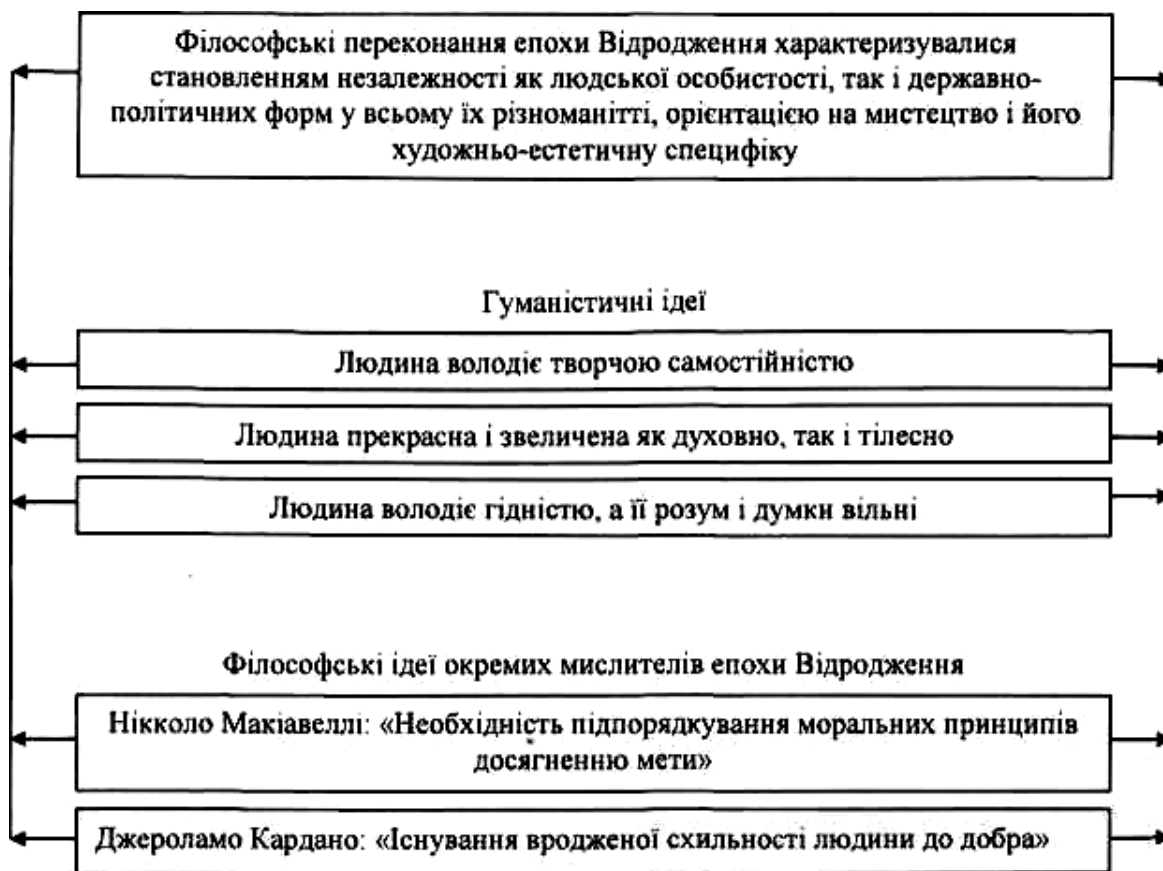 Філософські переконання епохи Відродження характеризувалися
становленням незалежності як людської особистості, так і державно-
політичних форм у всьому їх різноманітті, орієнтацією на мистецтво і його
художньо-естетичну специфіку
Гуманістичні ідеї
Людина володіє творчою самостійністю
Людина прекрасна і звеличена як духовно, так і тілесно
Людина володіє гідністю, а її розум і думки вільні
Філософські ідеї окремих мислителів епохи Відродження
Нікколо Макіавеллі: «Необхідність підпорядкування моральних принципів
досягненню мети»
Джероламо Кардано: «Існування вродженої схильності людини до добра»